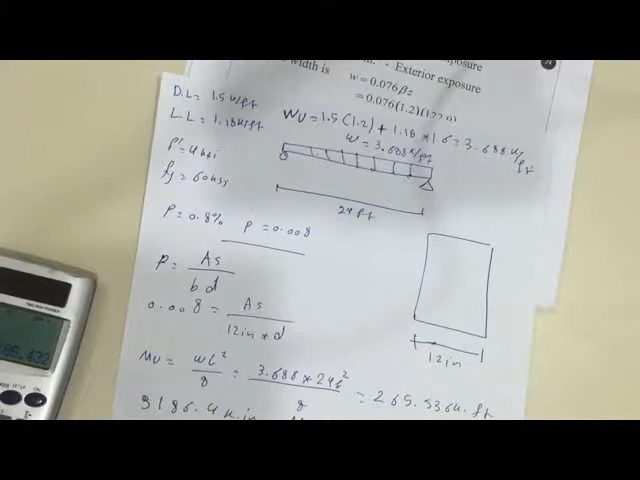 - Exterior exposure
width is
w = 0.076βz
= 0.076(1.2)
D.L = 1.5 k/ft
L.L = 1.18 k/ft
Wu = 1.5(1.2) + 1.18 * 1.6 = 3.688 k/ft
w = 3.688 k/ft
f'c = 4 ksi
fy = 60 ksi
24 ft
ρ = 0.8% ρ = 0.008
ρ = As / b d
0.008 = As / 12in * d
12in
Mu = wl² / 8 = 3.688 * 24² / 8 = 265.536 k.ft
3186.4 k.in